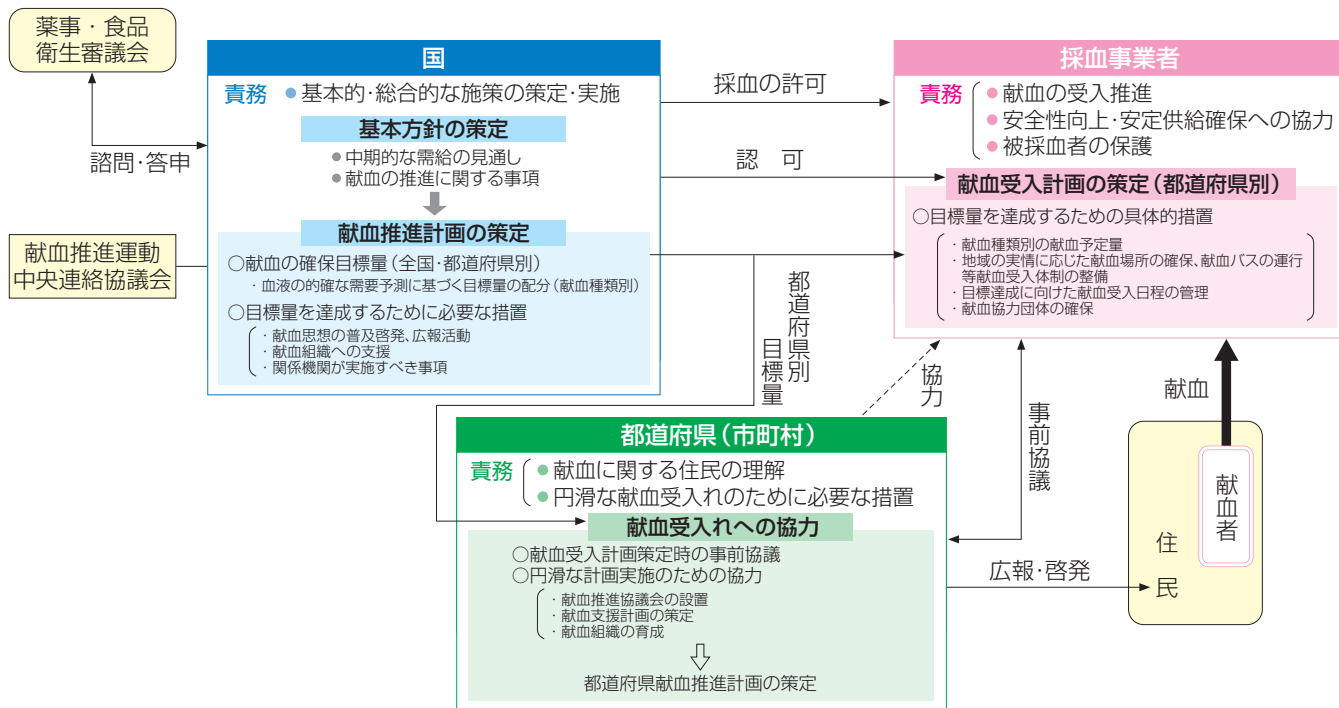 薬事・食品
衛生審議会
諮問・答申
献血推進運動
中央連絡協議会
国
責務 ●基本的・総合的な施策の策定・実施
基本方針の策定
●中期的な需給の見通し
●献血の推進に関する事項
献血推進計画の策定
○献血の確保目標量（全国・都道府県別）
・血液の的確な需要予測に基づく目標量の配分（献血種類別）
○目標量を達成するために必要な措置
・献血思想の普及啓発、広報活動
・献血組織への支援
・関係機関が実施すべき事項
採血の許可
認 可
都道府県別
目標量
採血事業者
責務 ●献血の受入推進
●安全性向上・安定供給確保への協力
●被採血者の保護
献血受入計画の策定（都道府県別）
○目標量を達成するための具体的措置
・献血種類別の献血予定量
・地域の実情に応じた献血場所の確保、献血バスの運行
等献血受入体制の整備
・目標達成に向けた献血受入日程の管理
・献血協力団体の確保
協力
事前協議
献血
都道府県（市町村）
責務 ●献血に関する住民の理解
●円滑な献血受入れのために必要な措置
献血受入れへの協力
○献血受入計画策定時の事前協議
○円滑な計画実施のための協力
・献血推進協議会の設置
・献血支援計画の策定
・献血組織の育成
都道府県献血推進計画の策定
広報・啓発
住民
献血者